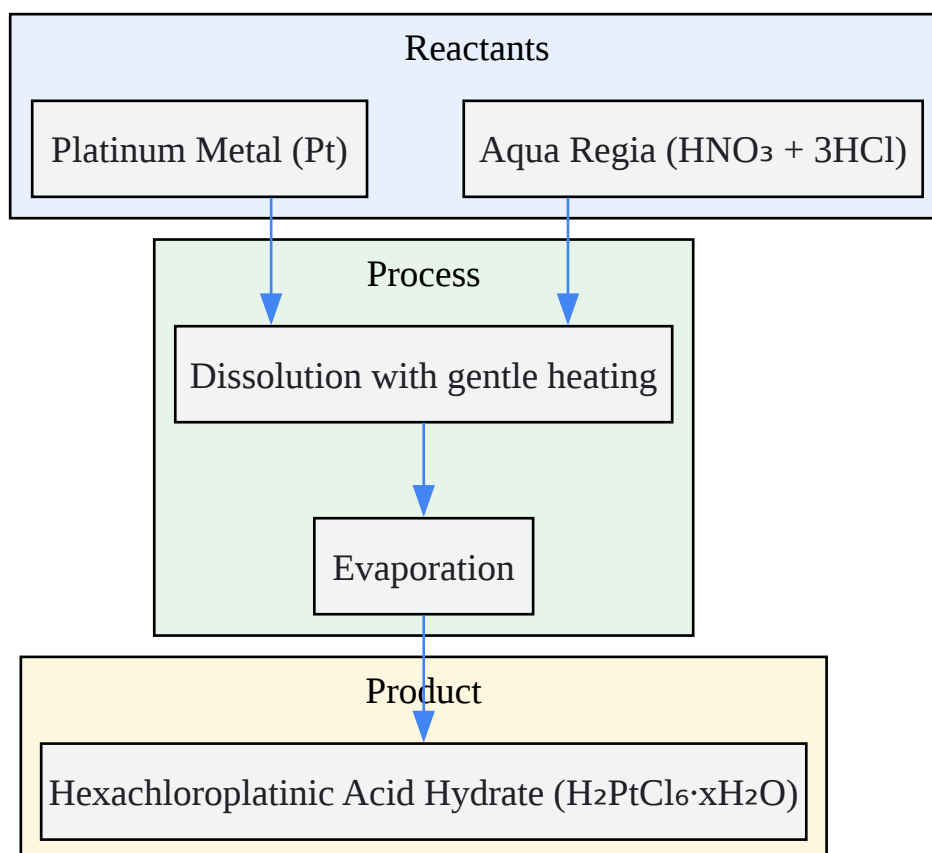 Reactants
Platinum Metal (Pt)
Aqua Regia (HNO₃ + 3HCl)
Process
Dissolution with gentle heating
Evaporation
Product
Hexachloroplatinic Acid Hydrate (H₂PtCl₆·xH₂O)